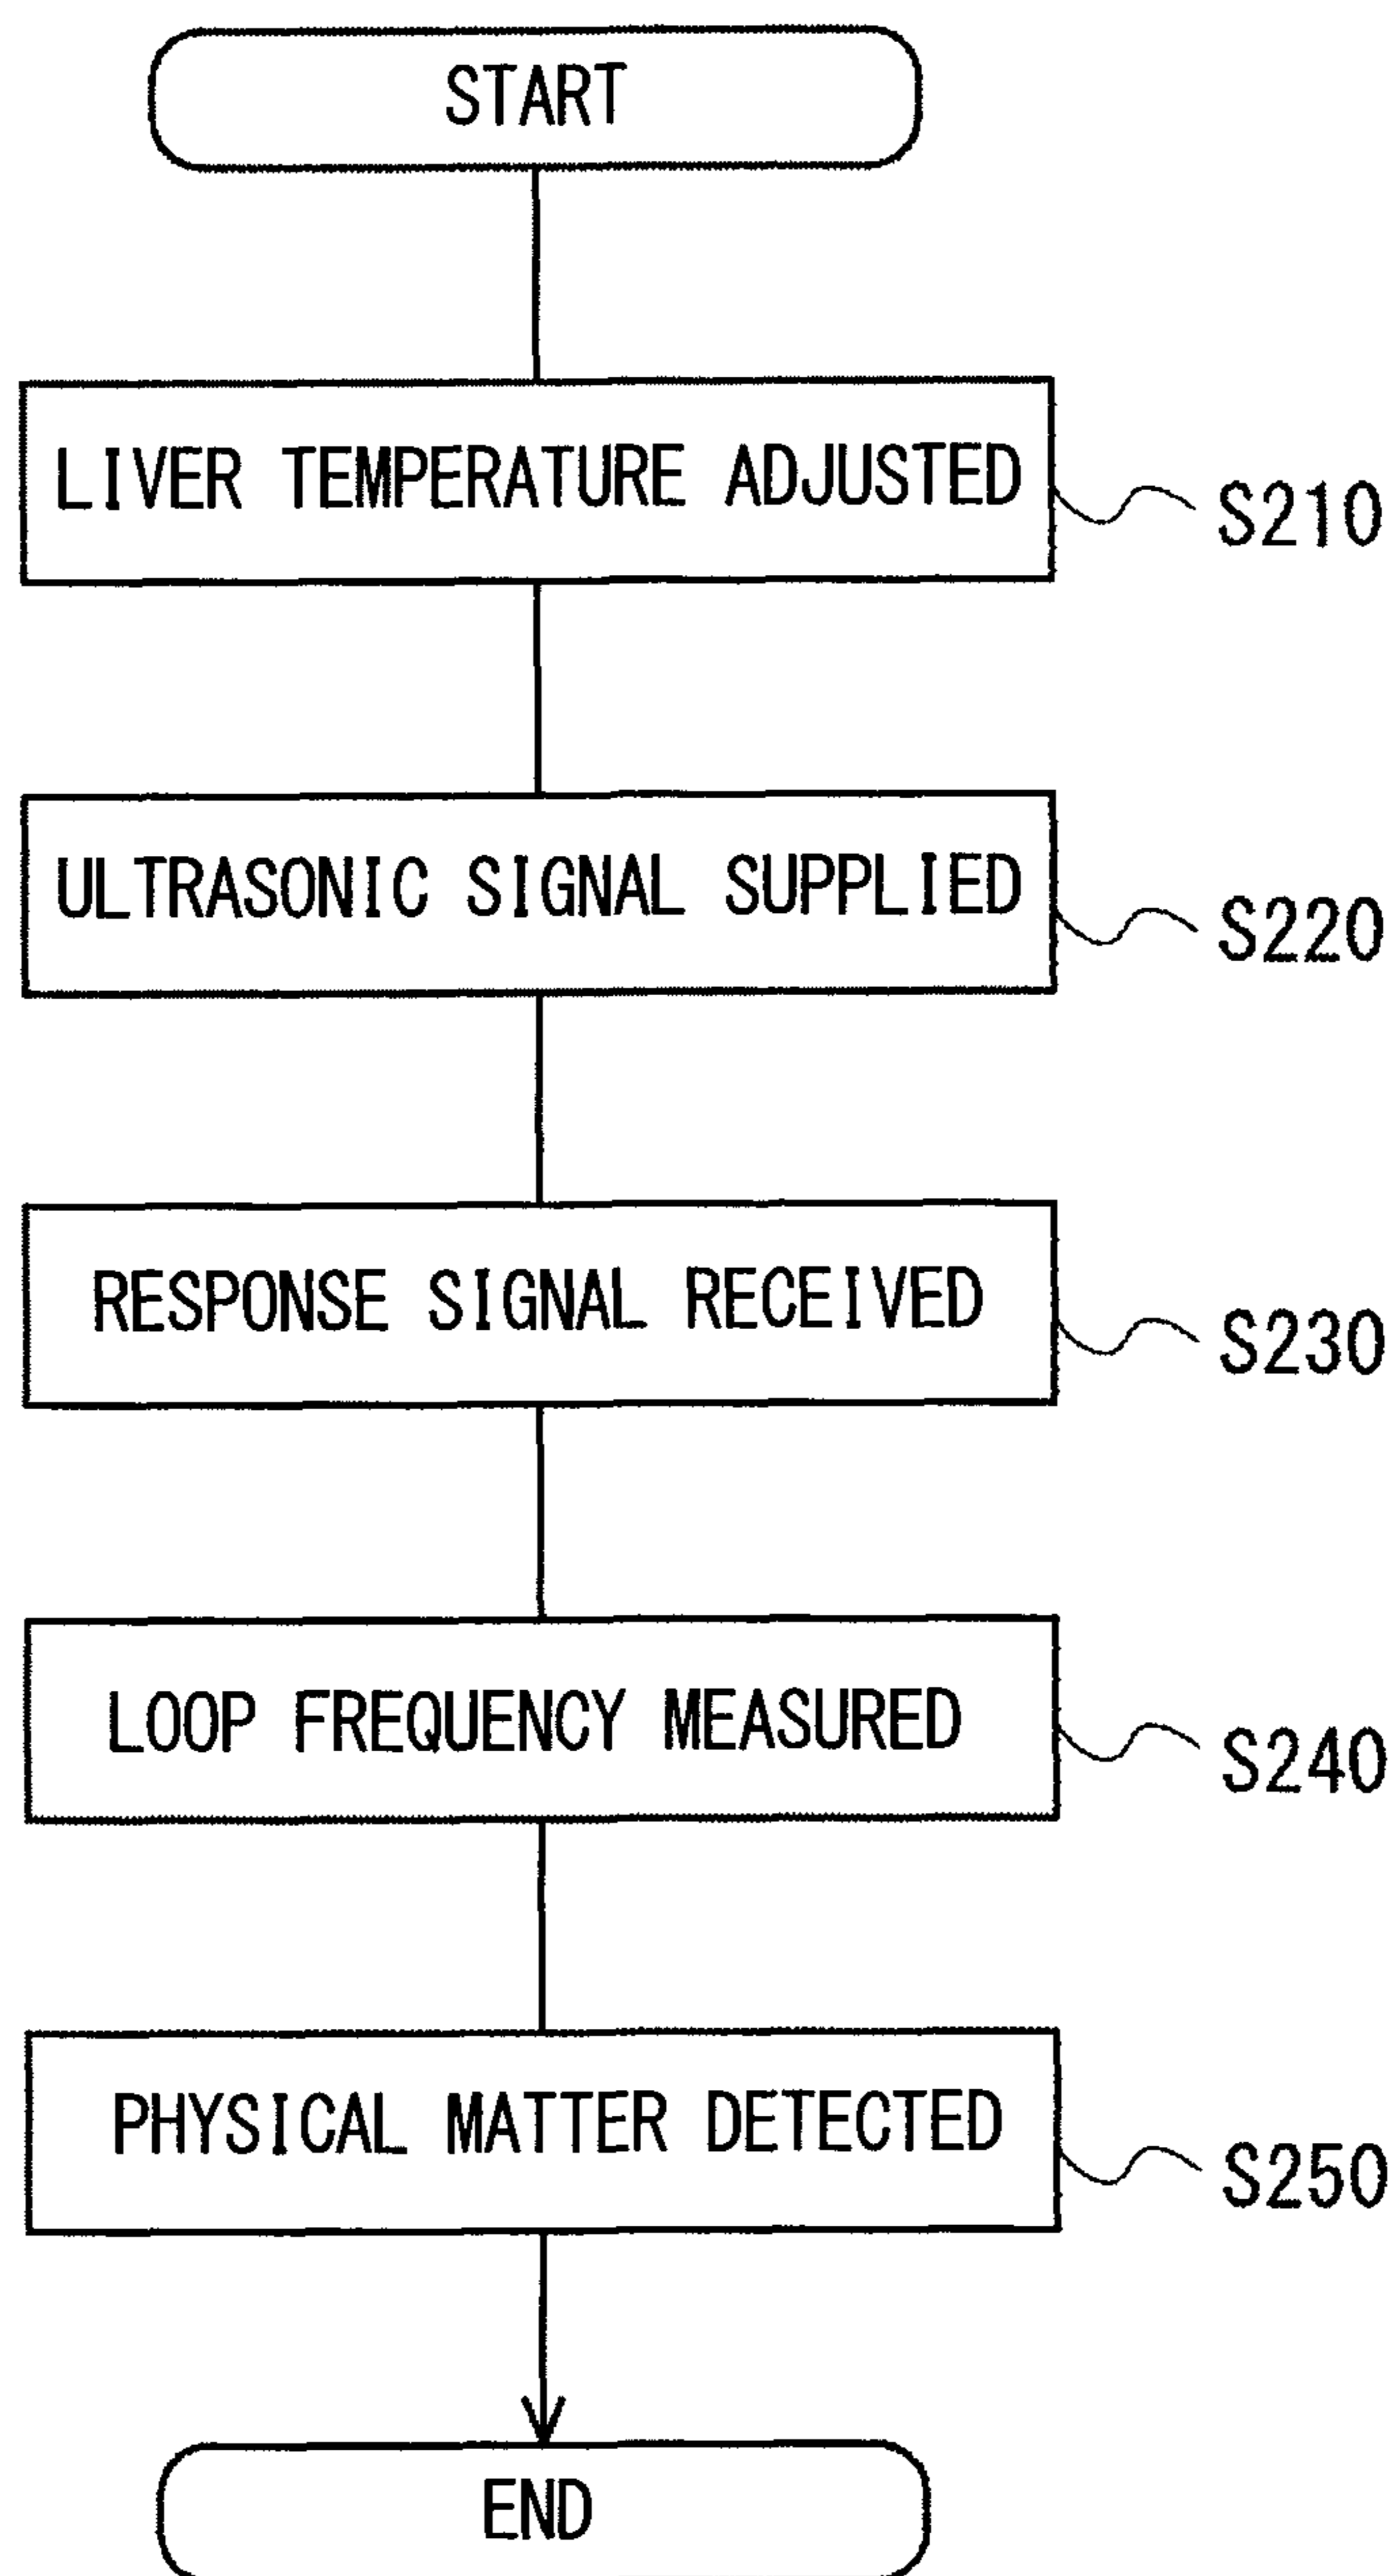 START
LIVER TEMPERATURE ADJUSTED
S210
ULTRASONIC SIGNAL SUPPLIED
S220
RESPONSE SIGNAL RECEIVED
S230
LOOP FREQUENCY MEASURED
S240
PHYSICAL MATTER DETECTED
S250
END